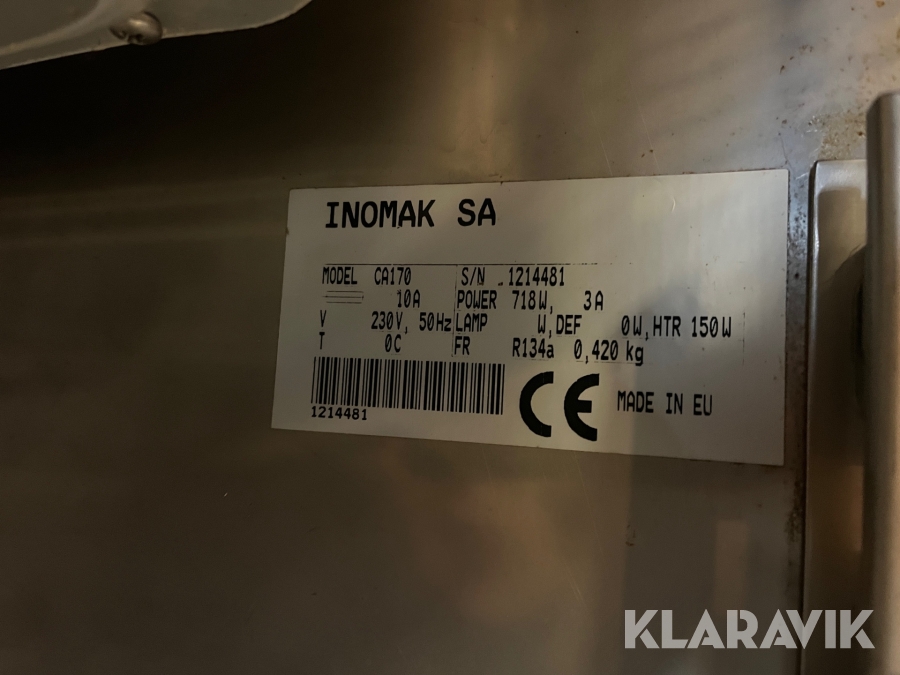 INOMAK SA
MODEL CA170 S/N .1214481
10A POWER 718W, 3A
V 230V, 50Hz LAMP W, DEF 0W, HTR 150W
T 0C FR R134a 0,420 kg
1214481
CE MADE IN EU
KLARAVIK